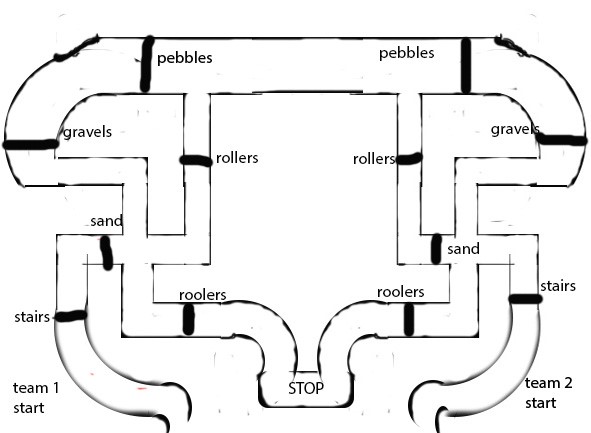 pebbles
pebbles
gravels
gravels
rollers
rollers
sand
sand
stairs
roolers
roolers
stairs
STOP
team 1
start
team 2
start